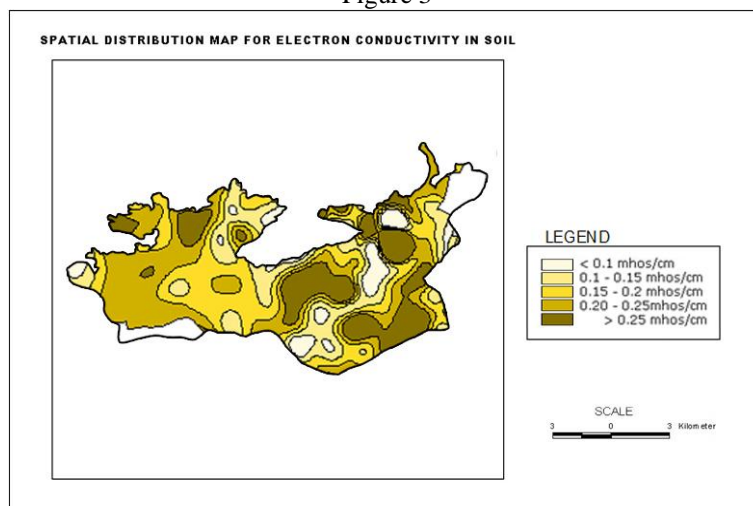 Figure 3
SPATIAL DISTRIBUTION MAP FOR ELECTRON CONDUCTIVITY IN SOIL
LEGEND
< 0.1 mhos/cm
0.1 - 0.15 mhos/cm
0.15 - 0.2 mhos/cm
0.20 - 0.25mhos/cm
> 0.25 mhos/cm
SCALE
3 0 3 Kilometer